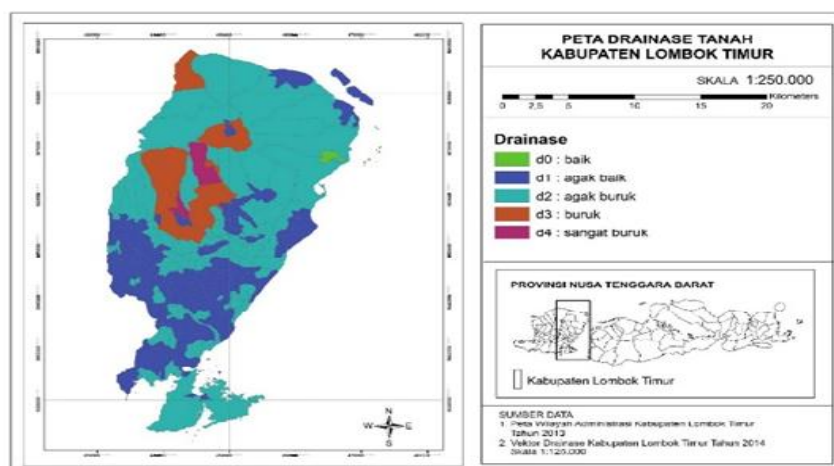 PETA DRAINASE TANAH
KABUPATEN LOMBOK TIMUR
SKALA 1:250.000
Kilometers
0 2,5 5 10 15 20
Drainase
d0 : baik
d1 : agak baik
d2 : agak buruk
d3 : buruk
d4 : sangat buruk
PROVINSI NUSA TENGGARA BARAT
Kabupaten Lombok Timur
SUMBER DATA
1. Peta Wilayah Administrasi Kabupaten Lombok Timur
Tahun 2013
2. Vektor Drainase Kabupaten Lombok Timur Tahun 2014
Skala 1:125.000
N
W E
S